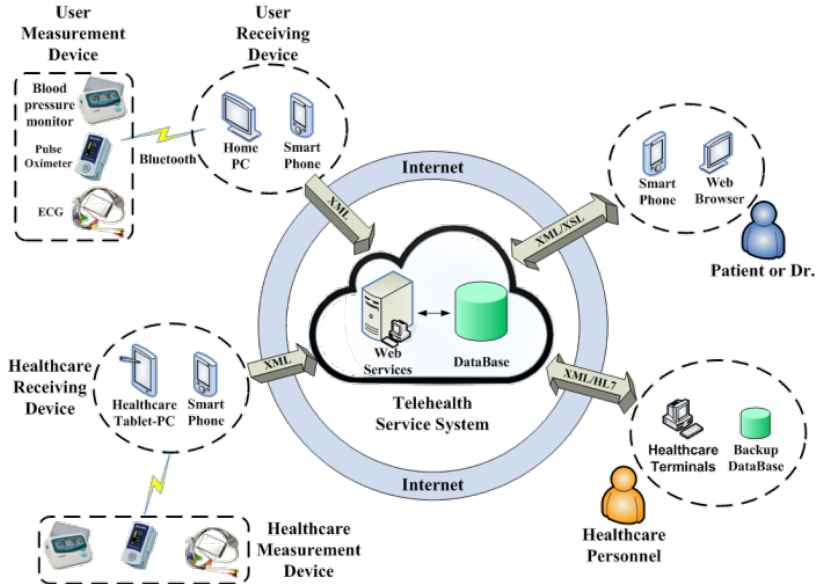 User
Measurement
Device
User
Receiving
Device
Blood
pressure
monitor
Pulse
Oximeter
ECG
Bluetooth
Home
PC
Smart
Phone
Internet
XML
XML/XSL
Smart
Phone
Web
Browser
Patient or Dr.
Web
Services
DataBase
Telehealth
Service System
Healthcare
Receiving
Device
Healthcare
Tablet-PC
Smart
Phone
XML
XML/HL7
Healthcare
Terminals
Backup
DataBase
Healthcare
Personnel
Internet
Healthcare
Measurement
Device